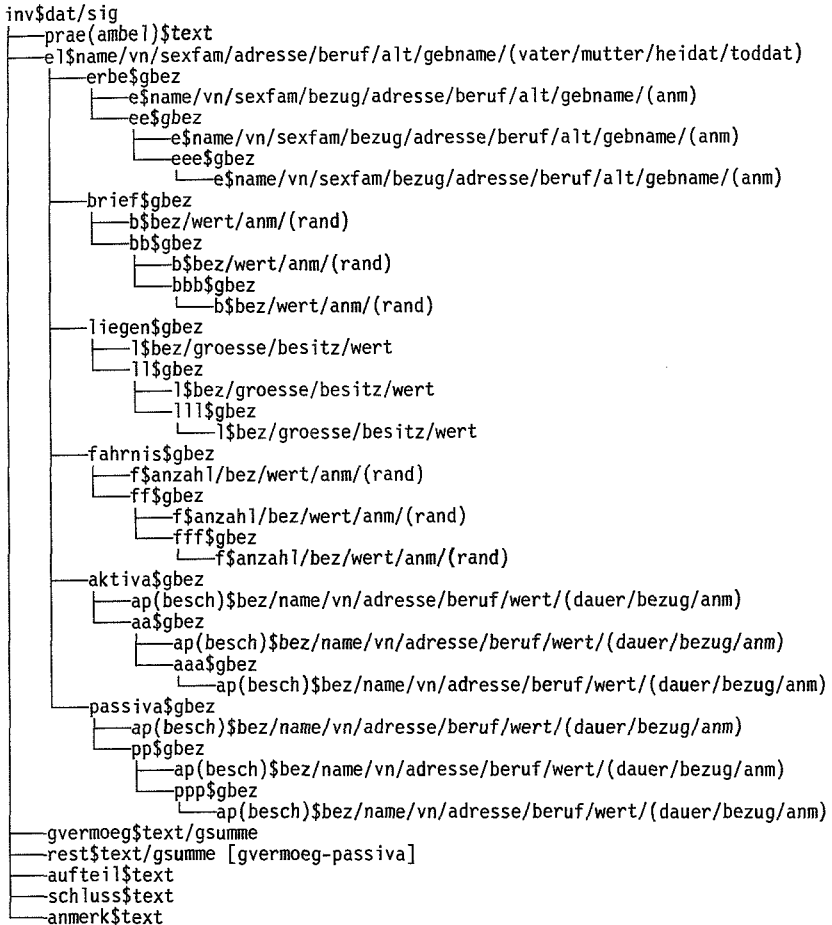 inv$dat/sig
prae(ambel)$text
el$name/vn/sexfam/adresse/beruf/alt/gebname/(vater/mutter/heidat/toddat)
erbe$gbez
e$name/vn/sexfam/bezug/adresse/beruf/alt/gebname/(anm)
ee$gbez
e$name/vn/sexfam/bezug/adresse/beruf/alt/gebname/(anm)
eee$gbez
e$name/vn/sexfam/bezug/adresse/beruf/alt/gebname/(anm)
brief$gbez
b$bez/wert/anm/(rand)
bb$gbez
b$bez/wert/anm/(rand)
bbb$gbez
b$bez/wert/anm/(rand)
liegen$gbez
l$bez/groesse/besitz/wert
ll$gbez
l$bez/groesse/besitz/wert
lll$gbez
l$bez/groesse/besitz/wert
fahrnis$gbez
f$anzahl/bez/wert/anm/(rand)
ff$gbez
f$anzahl/bez/wert/anm/(rand)
fff$gbez
f$anzahl/bez/wert/anm/(rand)
aktiva$gbez
ap(besch)$bez/name/vn/adresse/beruf/wert/(dauer/bezug/anm)
aa$gbez
ap(besch)$bez/name/vn/adresse/beruf/wert/(dauer/bezug/anm)
aaa$gbez
ap(besch)$bez/name/vn/adresse/beruf/wert/(dauer/bezug/anm)
passiva$gbez
ap(besch)$bez/name/vn/adresse/beruf/wert/(dauer/bezug/anm)
pp$gbez
ap(besch)$bez/name/vn/adresse/beruf/wert/(dauer/bezug/anm)
ppp$gbez
ap(besch)$bez/name/vn/adresse/beruf/wert/(dauer/bezug/anm)
gvermoeg$text/gsumme
rest$text/gsumme [gvermoeg-passiva]
aufteil$text
schluss$text
anmerk$text